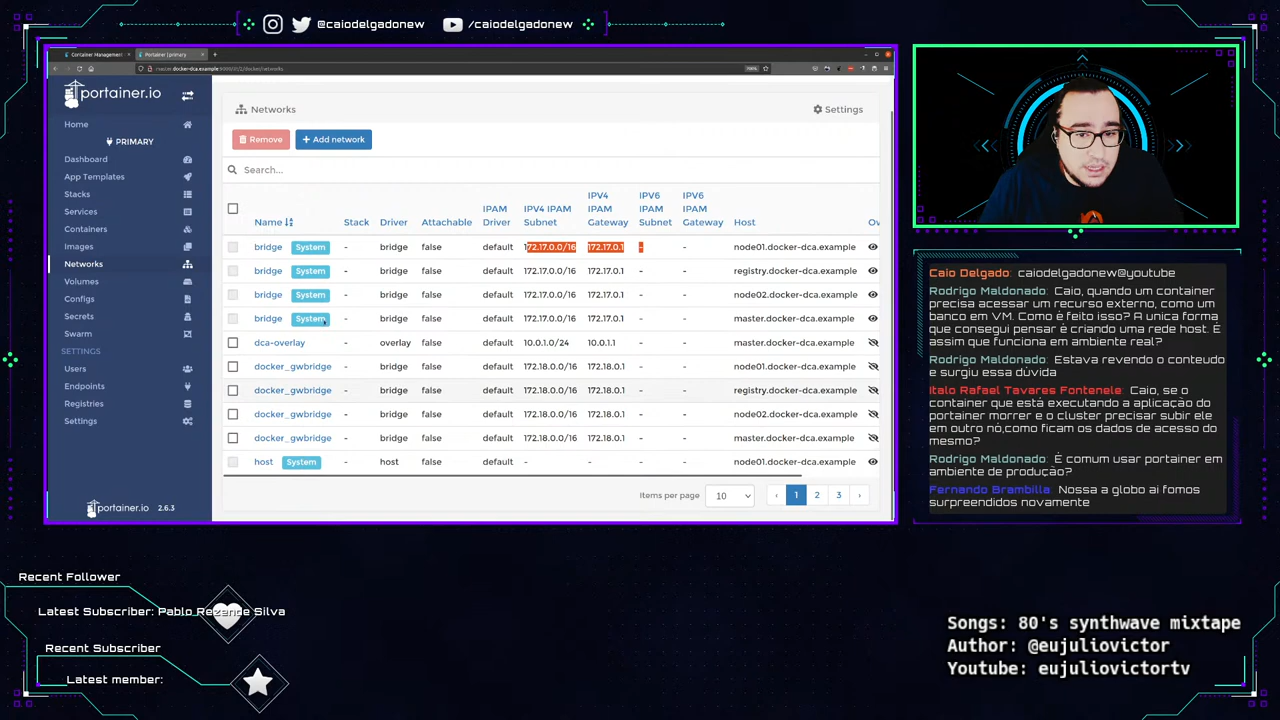 @caiodelgadonew /caiodelgadonew
Container Management Portainer | primary
portainer.io
Home
PRIMARY
Dashboard
App Templates
Stacks
Services
Containers
Images
Networks
Volumes
Configs
Secrets
Swarm
SETTINGS
Users
Endpoints
Registries
Settings
portainer.io 2.6.3
Networks Settings
Remove + Add network
Search...
Name Stack Driver Attachable IPAM Driver IPV4 IPAM Subnet IPV4 IPAM Gateway IPV6 IPAM Subnet IPV6 IPAM Gateway Host
bridge System - bridge false default 172.17.0.0/16 172.17.0.1 - - node01.docker-dca.example
bridge System - bridge false default 172.17.0.0/16 172.17.0.1 - - registry.docker-dca.example
bridge System - bridge false default 172.17.0.0/16 172.17.0.1 - - node02.docker-dca.example
bridge System - bridge false default 172.17.0.0/16 172.17.0.1 - - master.docker-dca.example
dca-overlay - overlay false default 10.0.1.0/24 10.0.1.1 - - master.docker-dca.example
docker_gwbridge - bridge false default 172.18.0.0/16 172.18.0.1 - - node01.docker-dca.example
docker_gwbridge - bridge false default 172.18.0.0/16 172.18.0.1 - - registry.docker-dca.example
docker_gwbridge - bridge false default 172.18.0.0/16 172.18.0.1 - - node02.docker-dca.example
docker_gwbridge - bridge false default 172.18.0.0/16 172.18.0.1 - - master.docker-dca.example
host System - host false default - - - - node01.docker-dca.example
Items per page 10 ‹ 1 2 3 ›
Caio Delgado: caiodelgadonew@youtube
Rodrigo Maldonado: Caio, quando um container
precisa acessar um recurso externo, como um
banco em VM. Como é feito isso? A unica forma
que consegui pensar é criando uma rede host. É
assim que funciona em ambiente real?
Rodrigo Maldonado: Estava revendo o conteudo
e surgiu essa dúvida
Italo Rafael Tavares Fontenele: Caio, se o
container que está executando a aplicação do
portainer morrer e o cluster precisar subir ele
em outro nó,como ficam os dados de acesso do
mesmo?
Rodrigo Maldonado: É comum usar portainer em
ambiente de produção?
Fernando Brambilla: Nossa a globo ai fomos
surpreendidos novamente
Recent Follower
Latest Subscriber: Pablo Rezende Silva
Recent Subscriber
Latest member:
Songs: 80's synthwave mixtape
Author: @eujuliovictor
Youtube: eujuliovictortv